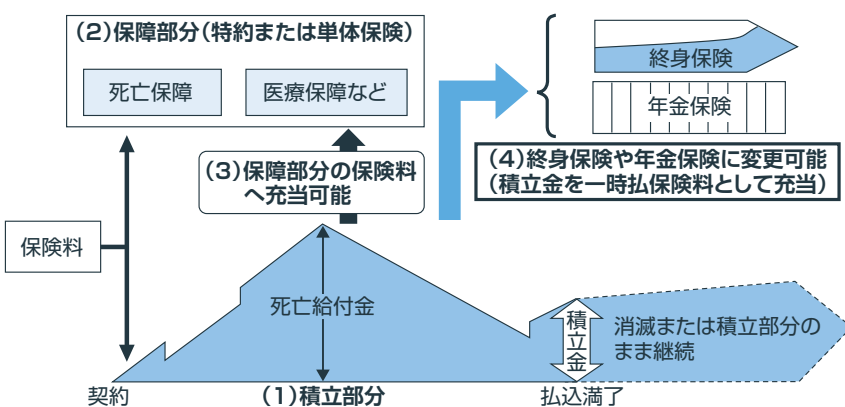 (2)保障部分(特約または単体保険)
死亡保障
医療保障など
終身保険
年金保険
(3)保障部分の保険料
へ充当可能
(4)終身保険や年金保険に変更可能
(積立金を一時払保険料として充当)
保険料
死亡給付金
積立金
消滅または積立部分の
まま継続
契約
(1)積立部分
払込満了